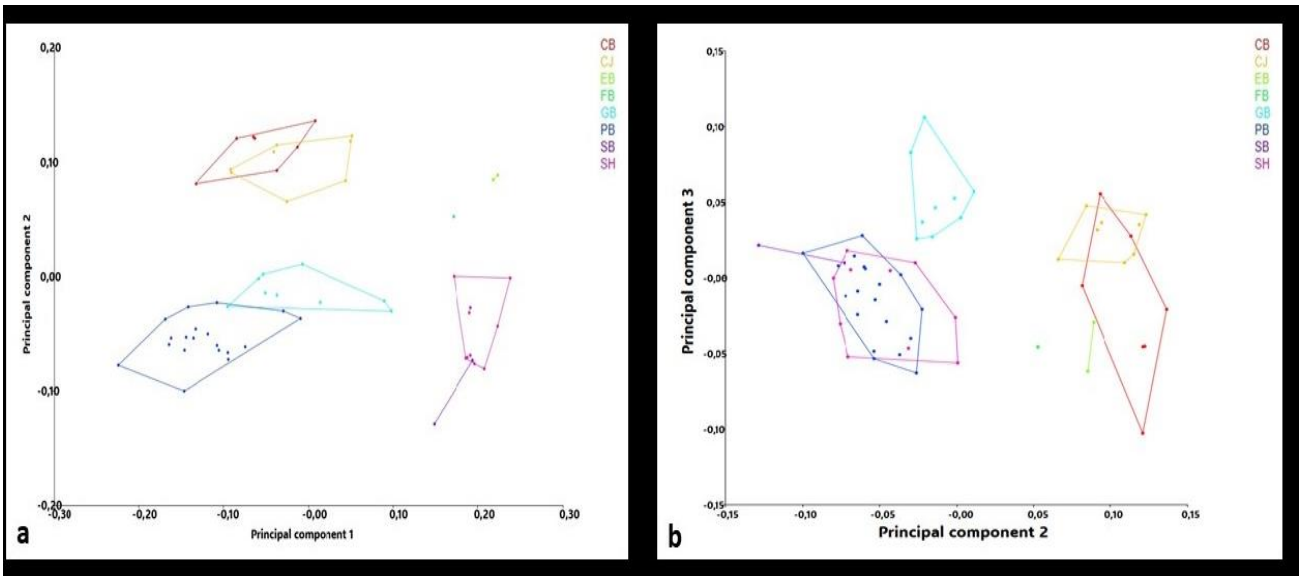 0,20
0,10
0,00
-0,10
-0,20
Principal component 2
-0,30
-0,20
-0,10
-0,00
0,10
0,20
0,30
Principal component 1
CB
CJ
EB
FB
GB
PB
SB
SH
a
0,15
0,10
0,05
-0,00
-0,05
-0,10
-0,15
Principal component 3
-0,15
-0,10
-0,05
-0,00
0,05
0,10
0,15
Principal component 2
CB
CJ
EB
FB
GB
PB
SB
SH
b